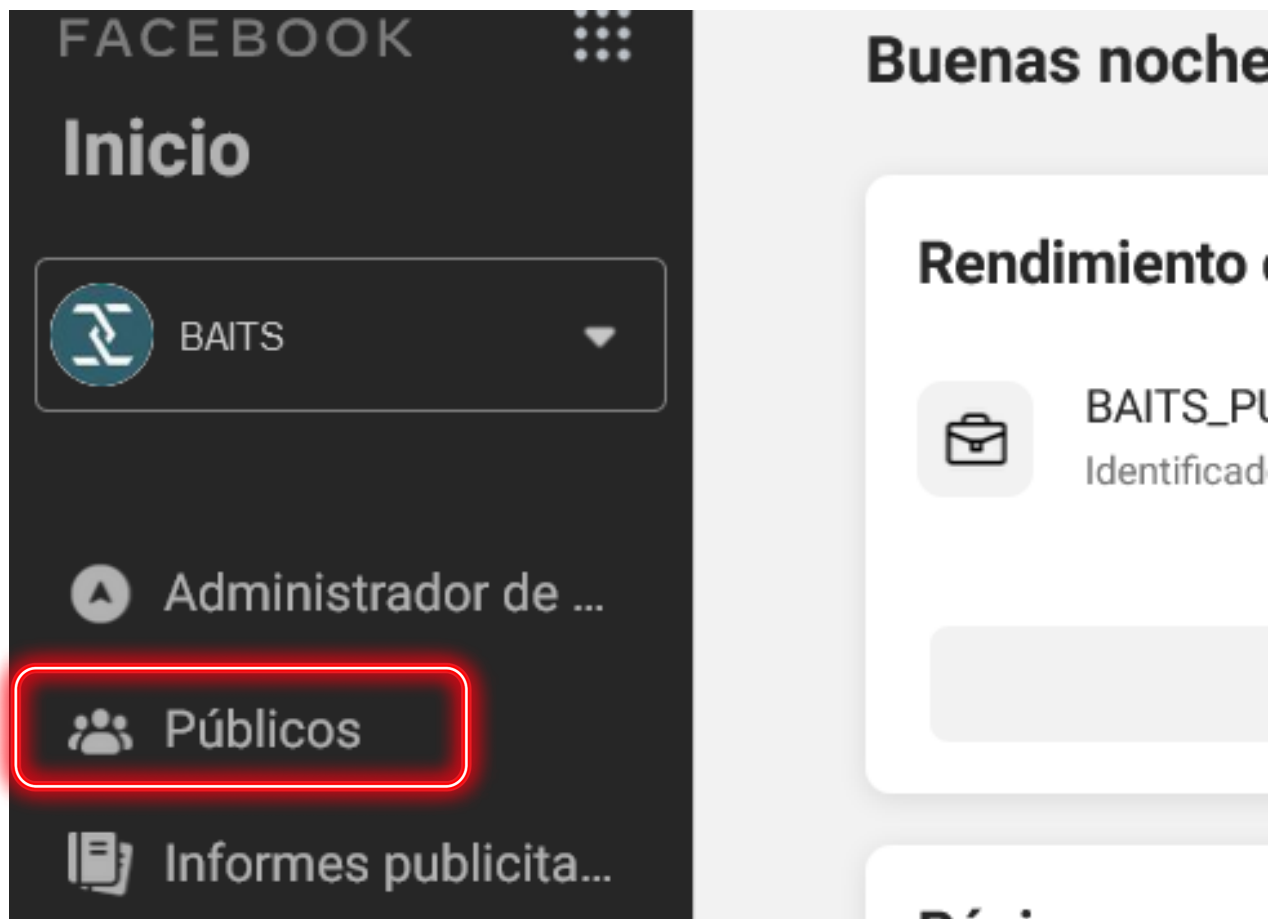 FACEBOOK
Inicio
BAITS
Administrador de ...
Públicos
Informes publicita...
Buenas noche
Rendimiento
BAITS_PU
Identificad